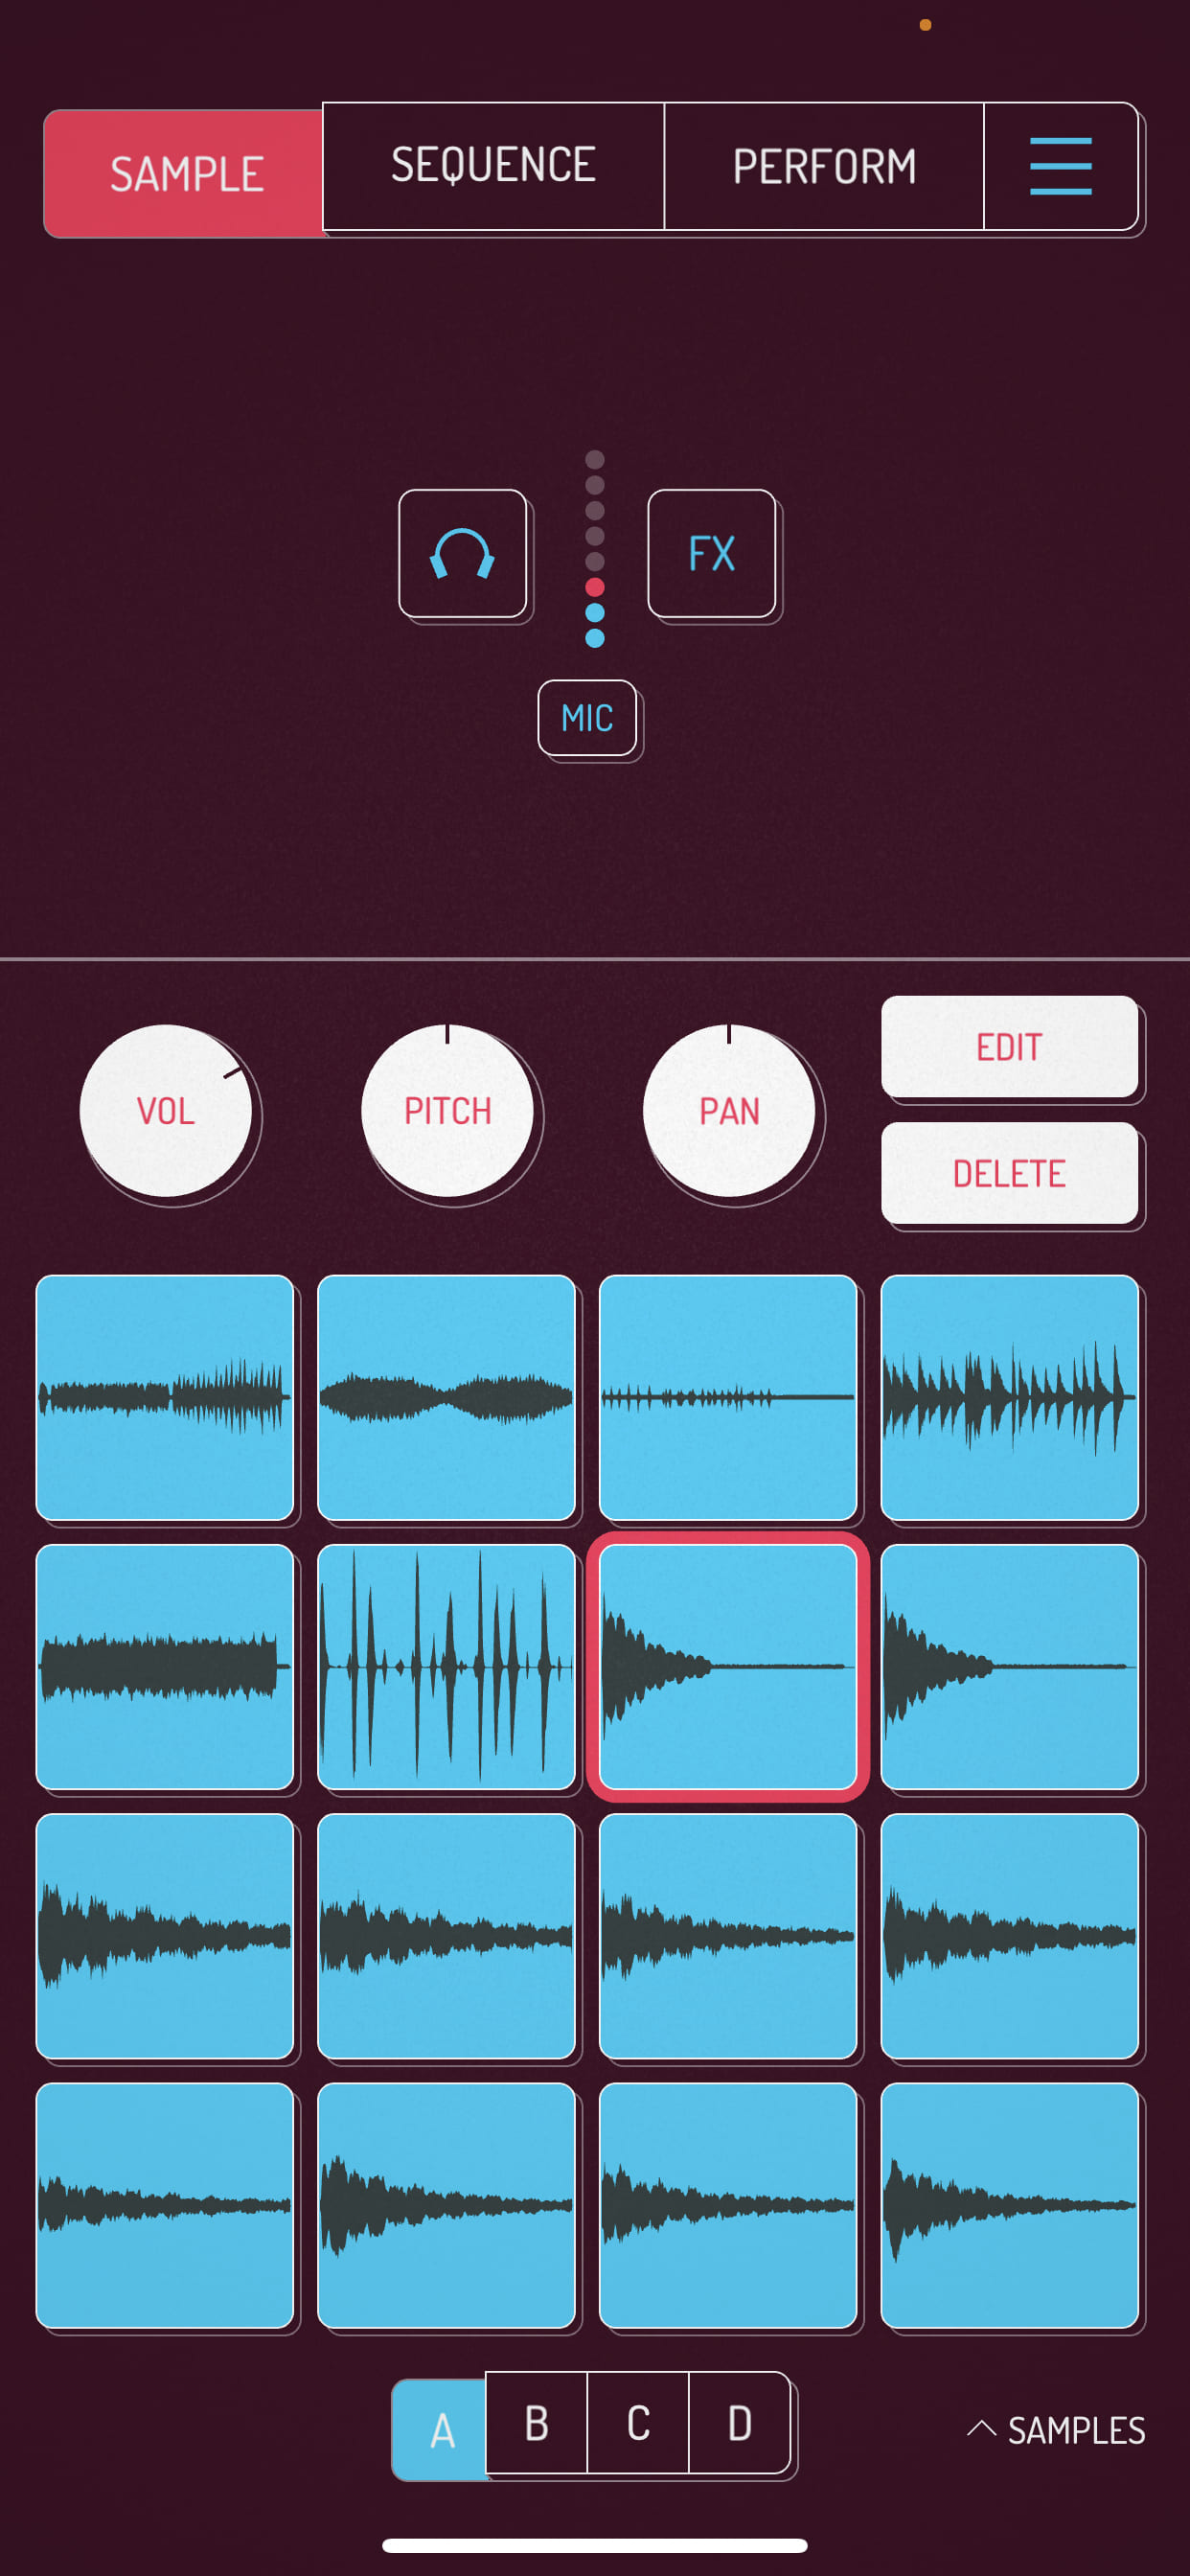 SAMPLE
SEQUENCE
PERFORM
FX
MIC
VOL
PITCH
PAN
EDIT
DELETE
A
B
C
D
SAMPLES